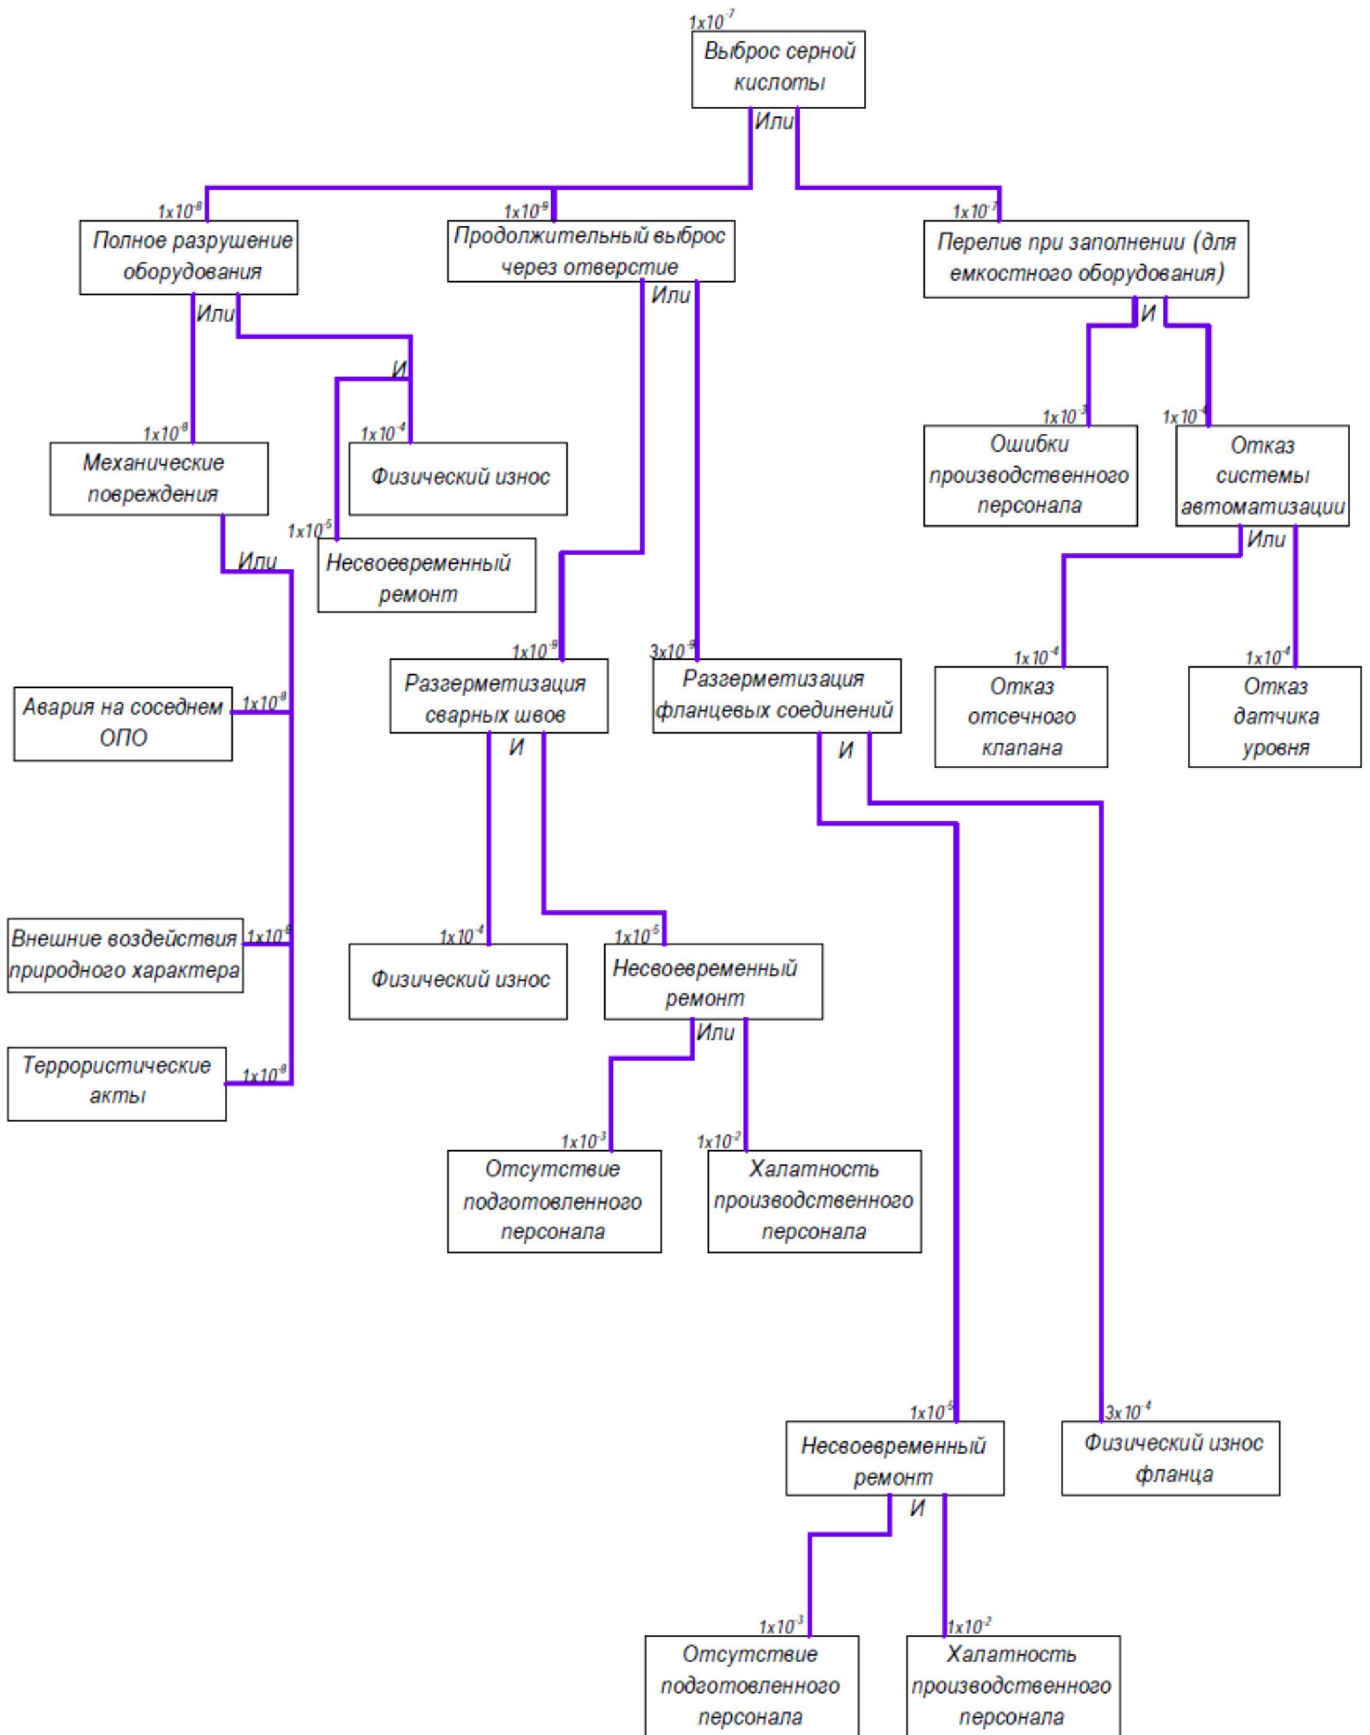 1x10⁻⁷
Выброс серной
кислоты
Или
1x10⁻⁸
Полное разрушение
оборудования
Или
1x10⁻⁹
Продолжительный выброс
через отверстие
Или
1x10⁻⁷
Перелив при заполнении (для
емкостного оборудования)
И
И
1x10⁻⁸
Механические
повреждения
Или
1x10⁻⁴
Физический износ
1x10⁻⁵
Несвоевременный
ремонт
1x10⁻³
Ошибки
производственного
персонала
1x10⁻⁴
Отказ
системы
автоматизации
Или
1x10⁻⁹
Разгерметизация
сварных швов
И
3x10⁻⁹
Разгерметизация
фланцевых соединений
И
1x10⁻⁴
Отказ
отсечного
клапана
1x10⁻⁴
Отказ
датчика
уровня
Авария на соседнем
ОПО
1x10⁻⁸
Внешние воздействия
природного характера
1x10⁻⁸
Террористические
акты
1x10⁻⁸
1x10⁻⁴
Физический износ
1x10⁻⁵
Несвоевременный
ремонт
Или
1x10⁻³
Отсутствие
подготовленного
персонала
1x10⁻²
Халатность
производственного
персонала
1x10⁻⁵
Несвоевременный
ремонт
И
3x10⁻⁴
Физический износ
фланца
1x10⁻³
Отсутствие
подготовленного
персонала
1x10⁻²
Халатность
производственного
персонала